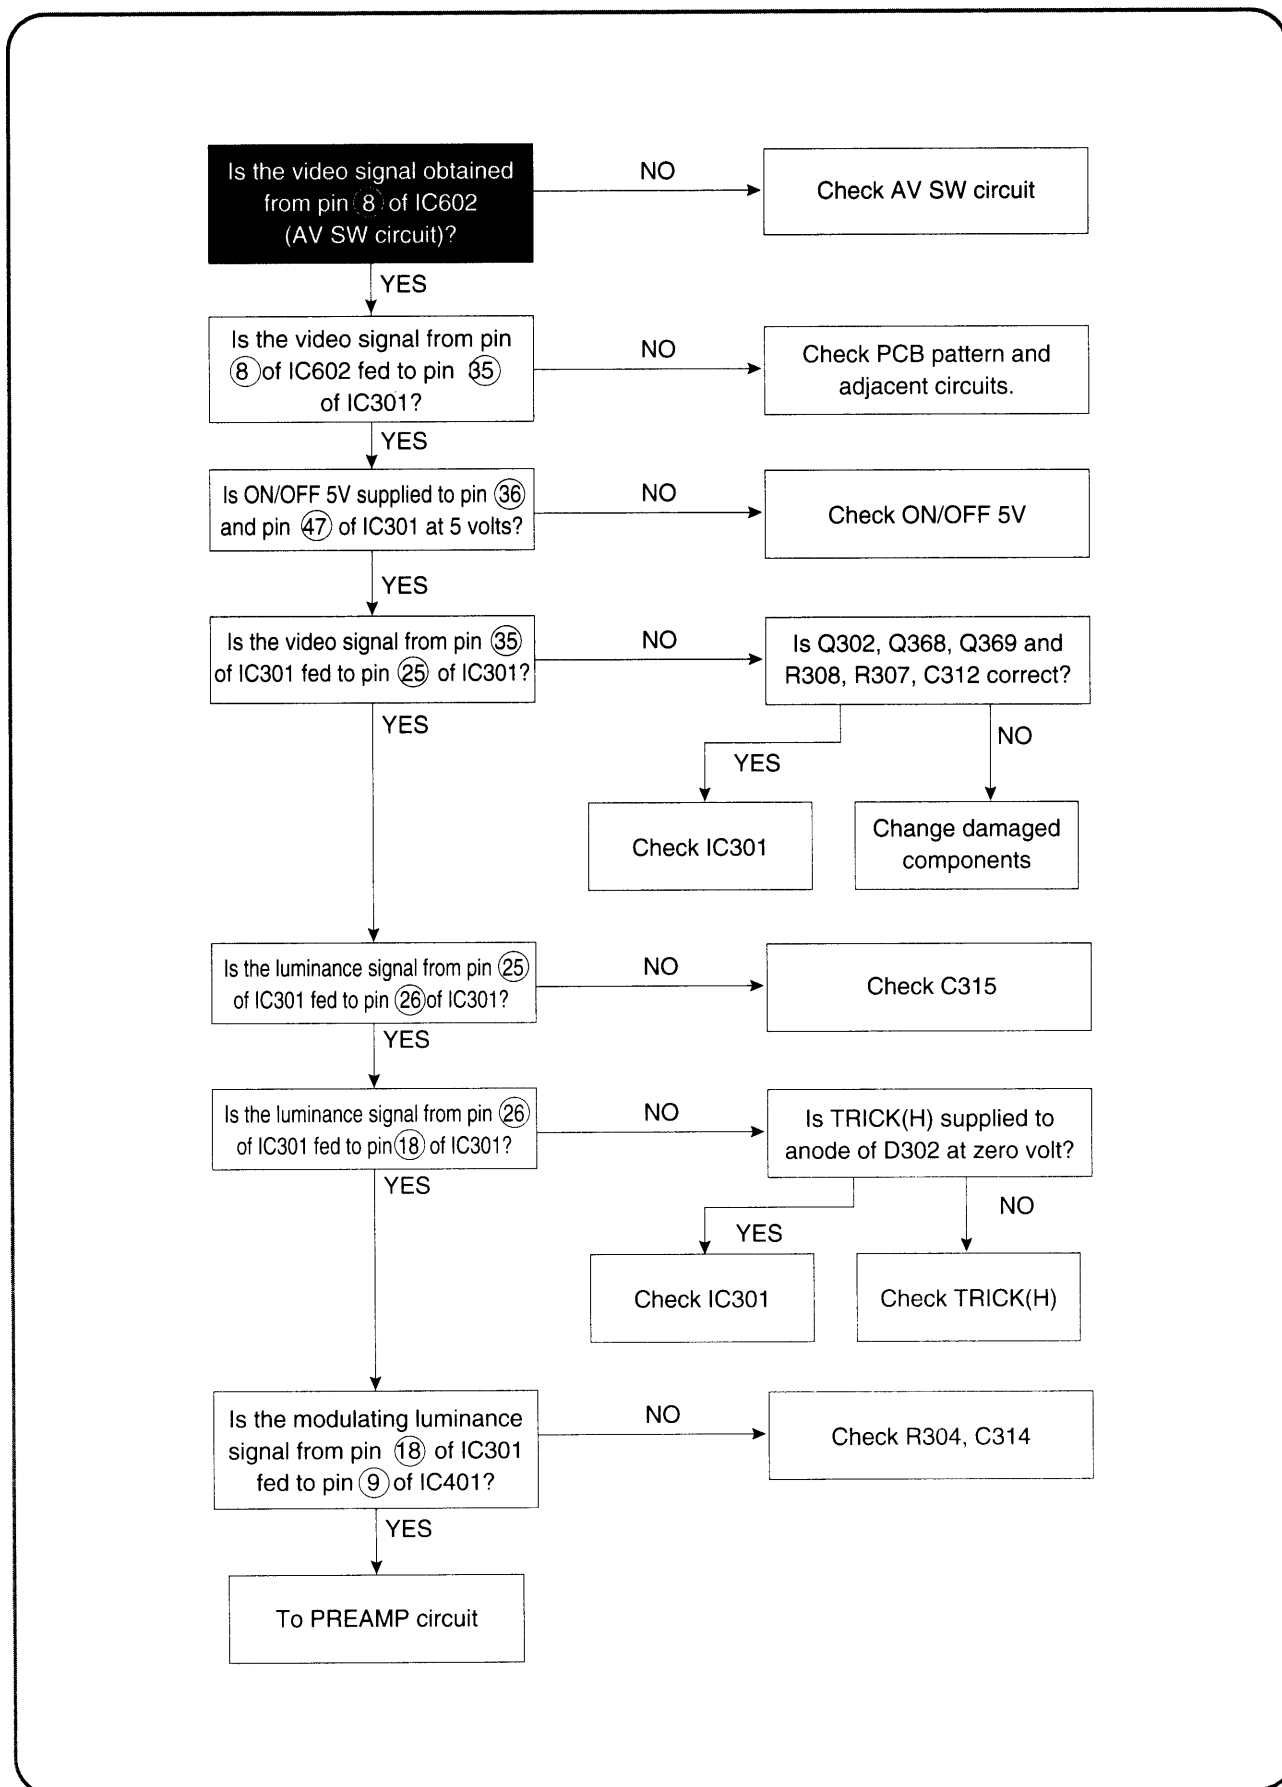 Is the video signal obtained
from pin 8 of IC602
(AV SW circuit)?
NO
Check AV SW circuit
YES
Is the video signal from pin
8 of IC602 fed to pin 35
of IC301?
NO
Check PCB pattern and
adjacent circuits.
YES
Is ON/OFF 5V supplied to pin 36
and pin 47 of IC301 at 5 volts?
NO
Check ON/OFF 5V
YES
Is the video signal from pin 35
of IC301 fed to pin 25 of IC301?
NO
Is Q302, Q368, Q369 and
R308, R307, C312 correct?
YES
NO
YES
Check IC301
Change damaged
components
Is the luminance signal from pin 25
of IC301 fed to pin 26 of IC301?
NO
Check C315
YES
Is the luminance signal from pin 26
of IC301 fed to pin 18 of IC301?
NO
Is TRICK(H) supplied to
anode of D302 at zero volt?
YES
NO
YES
Check IC301
Check TRICK(H)
Is the modulating luminance
signal from pin 18 of IC301
fed to pin 9 of IC401?
NO
Check R304, C314
YES
To PREAMP circuit